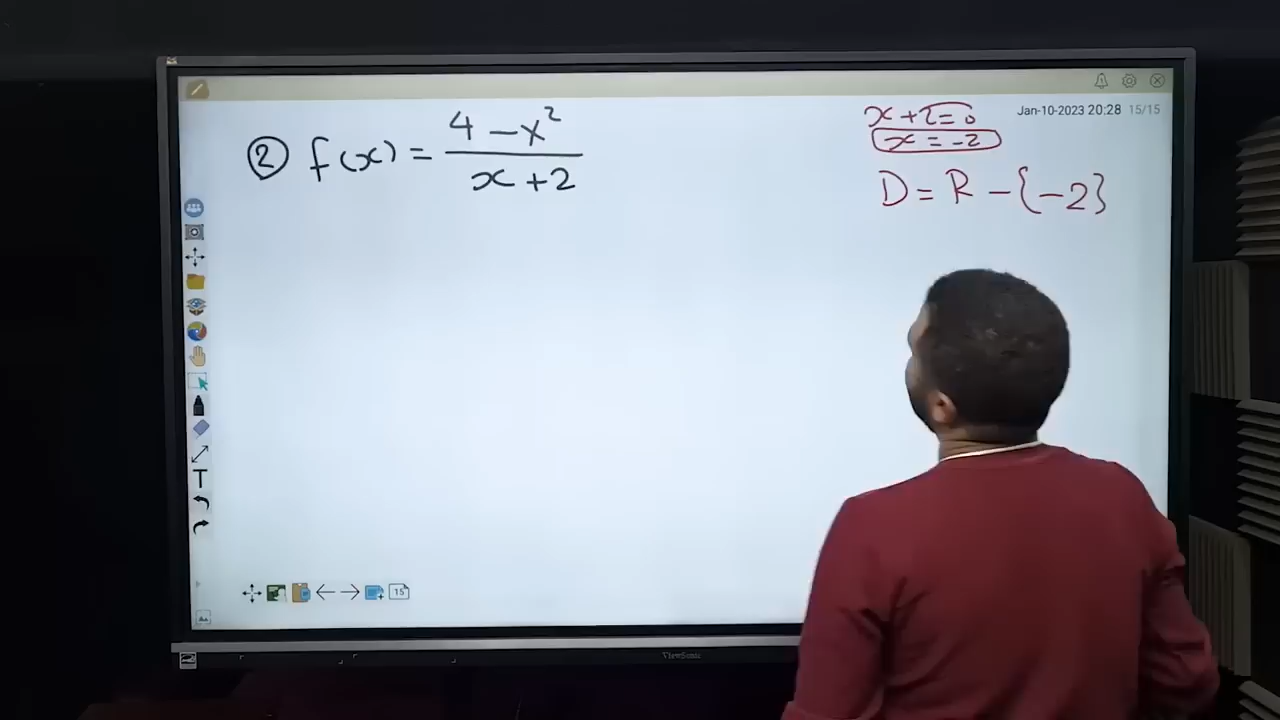 Jan-10-2023 20:28 15/15
② f(x) = (4 - x²)/(x + 2)
x + 2 = 0
x = -2
D = R - {-2}
T
15
ViewSonic